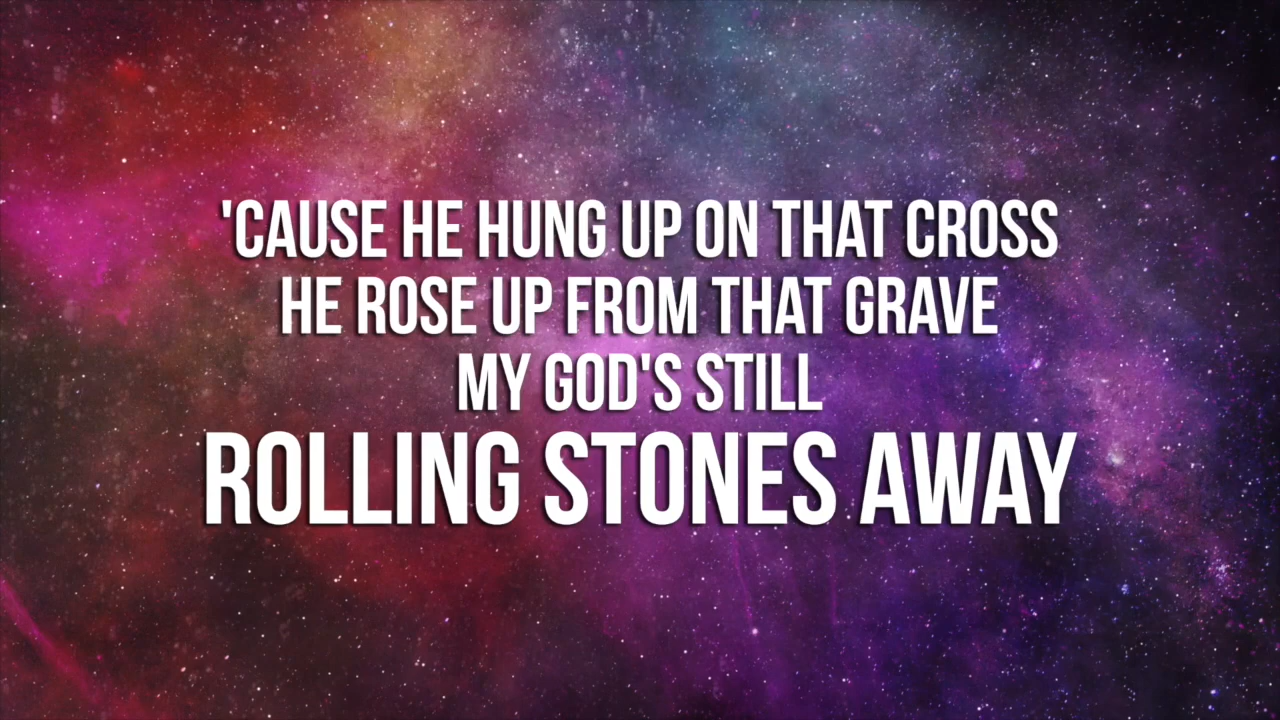 'CAUSE HE HUNG UP ON THAT CROSS
HE ROSE UP FROM THAT GRAVE
MY GOD'S STILL
ROLLING STONES AWAY